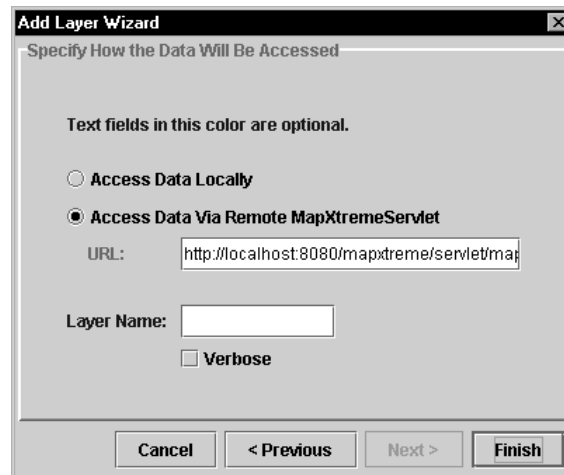 Add Layer Wizard
Specify How the Data Will Be Accessed
Text fields in this color are optional.
Access Data Locally
Access Data Via Remote MapXtremeServlet
URL: http://localhost:8080/mapxtreme/servlet/map
Layer Name:
Verbose
Cancel < Previous Next > Finish